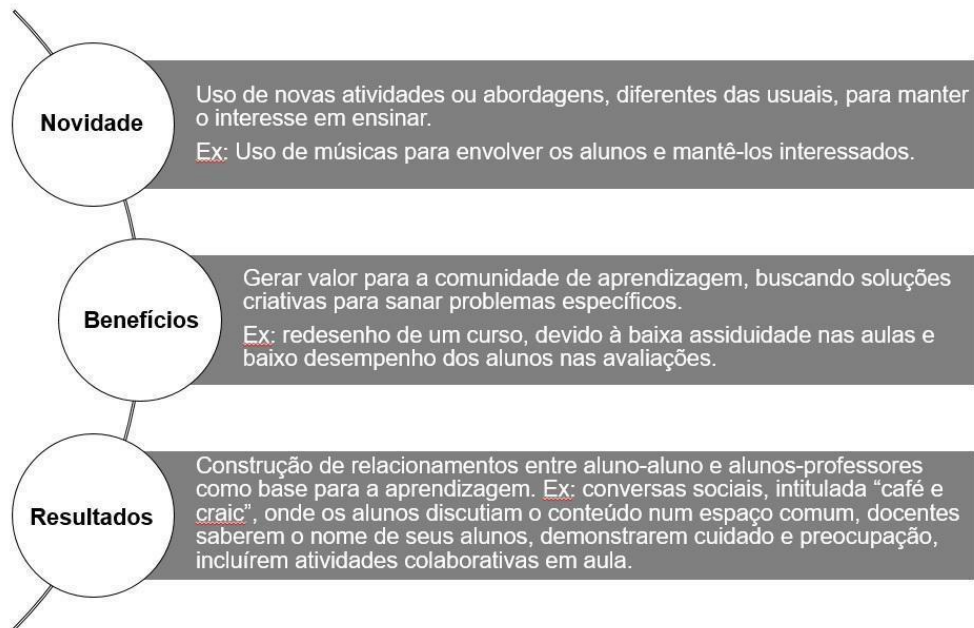 Novidade
Uso de novas atividades ou abordagens, diferentes das usuais, para manter
o interesse em ensinar.
Ex: Uso de músicas para envolver os alunos e mantê-los interessados.
Benefícios
Gerar valor para a comunidade de aprendizagem, buscando soluções
criativas para sanar problemas específicos.
Ex: redesenho de um curso, devido à baixa assiduidade nas aulas e
baixo desempenho dos alunos nas avaliações.
Resultados
Construção de relacionamentos entre aluno-aluno e alunos-professores
como base para a aprendizagem. Ex: conversas sociais, intitulada “café e
craic”, onde os alunos discutiam o conteúdo num espaço comum, docentes
saberem o nome de seus alunos, demonstrarem cuidado e preocupação,
incluírem atividades colaborativas em aula.